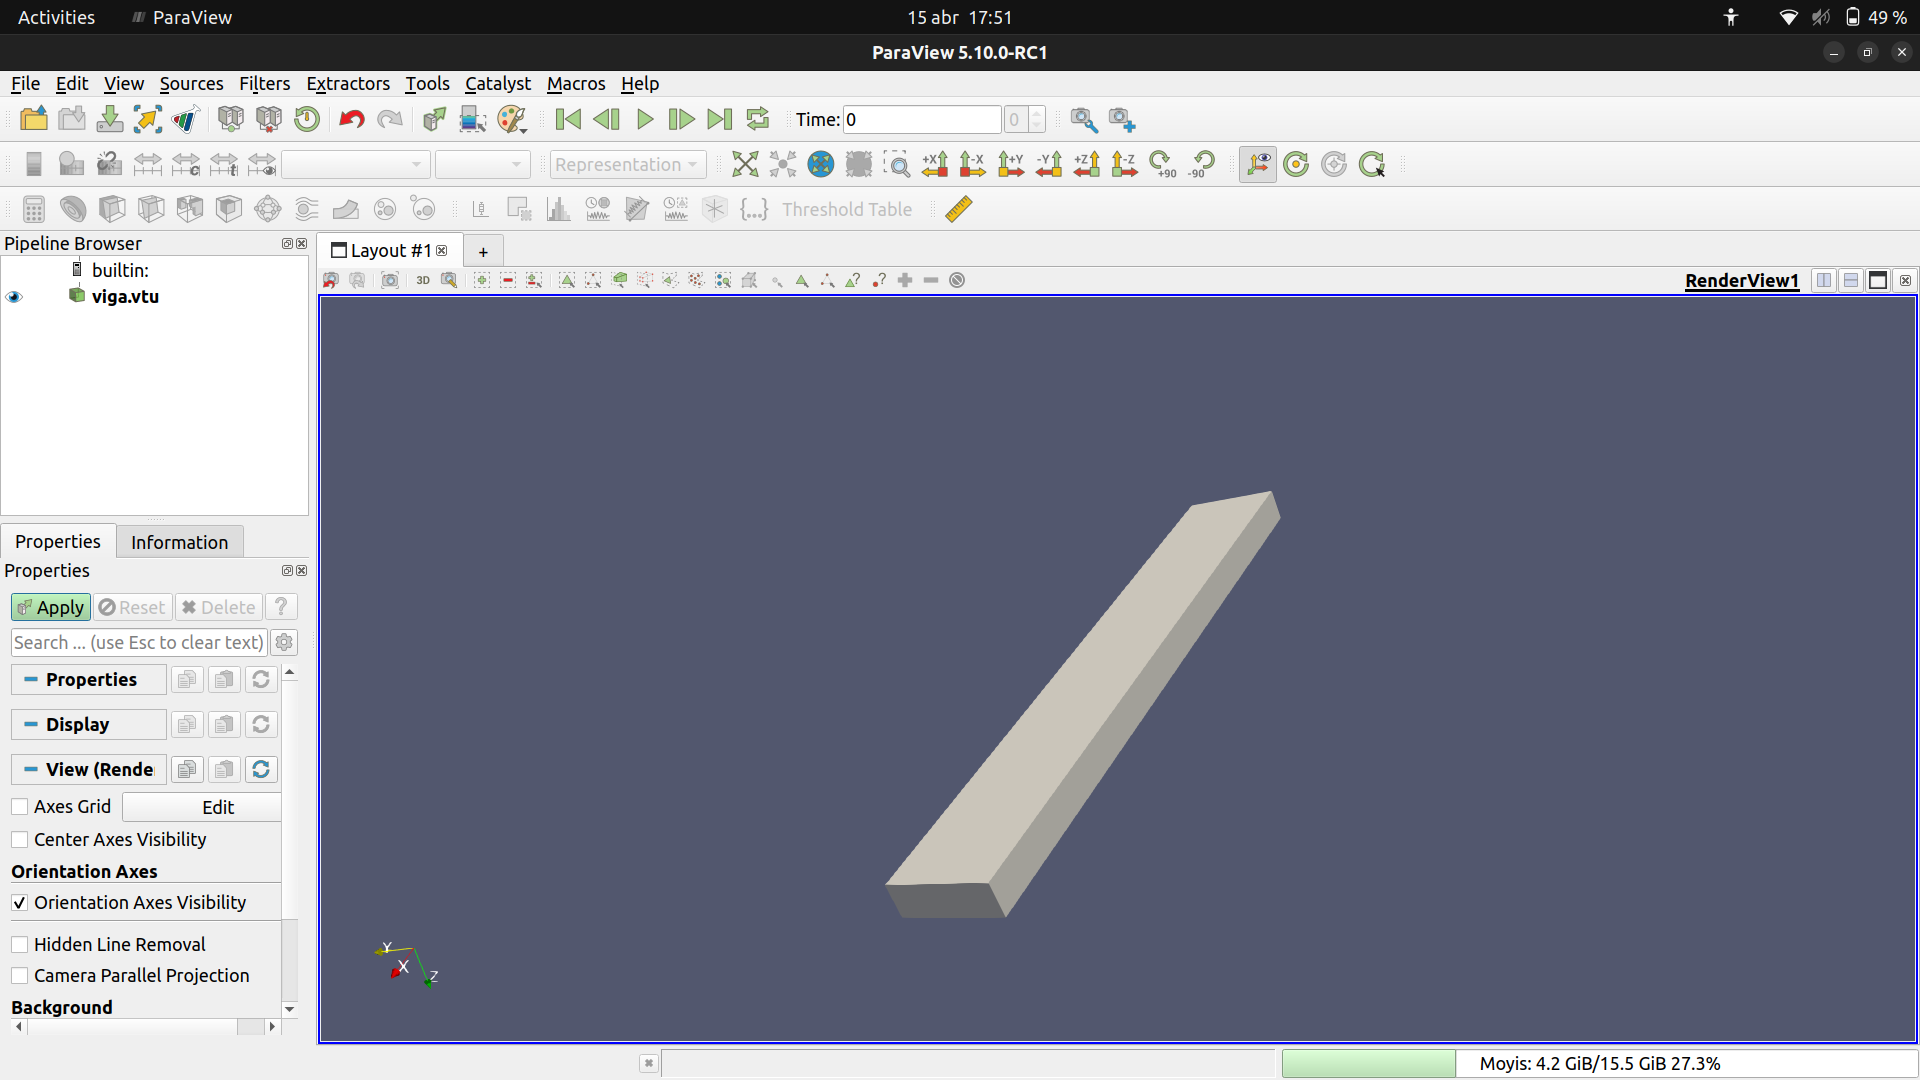 Activities ParaView 15 abr 17:51 49 %
ParaView 5.10.0-RC1
File Edit View Sources Filters Extractors Tools Catalyst Macros Help
Time: 0 0
Representation +X -X +Y -Y +Z -Z +90 -90
Threshold Table
Pipeline Browser
builtin:
viga.vtu
Layout #1 +
3D RenderView1
Properties Information
Properties
Apply Reset Delete ?
Search ... (use Esc to clear text)
Properties
Display
View (Rende
Axes Grid Edit
Center Axes Visibility
Orientation Axes
Orientation Axes Visibility
Hidden Line Removal
Camera Parallel Projection
Background
Y
X
Z
Moyis: 4.2 GiB/15.5 GiB 27.3%